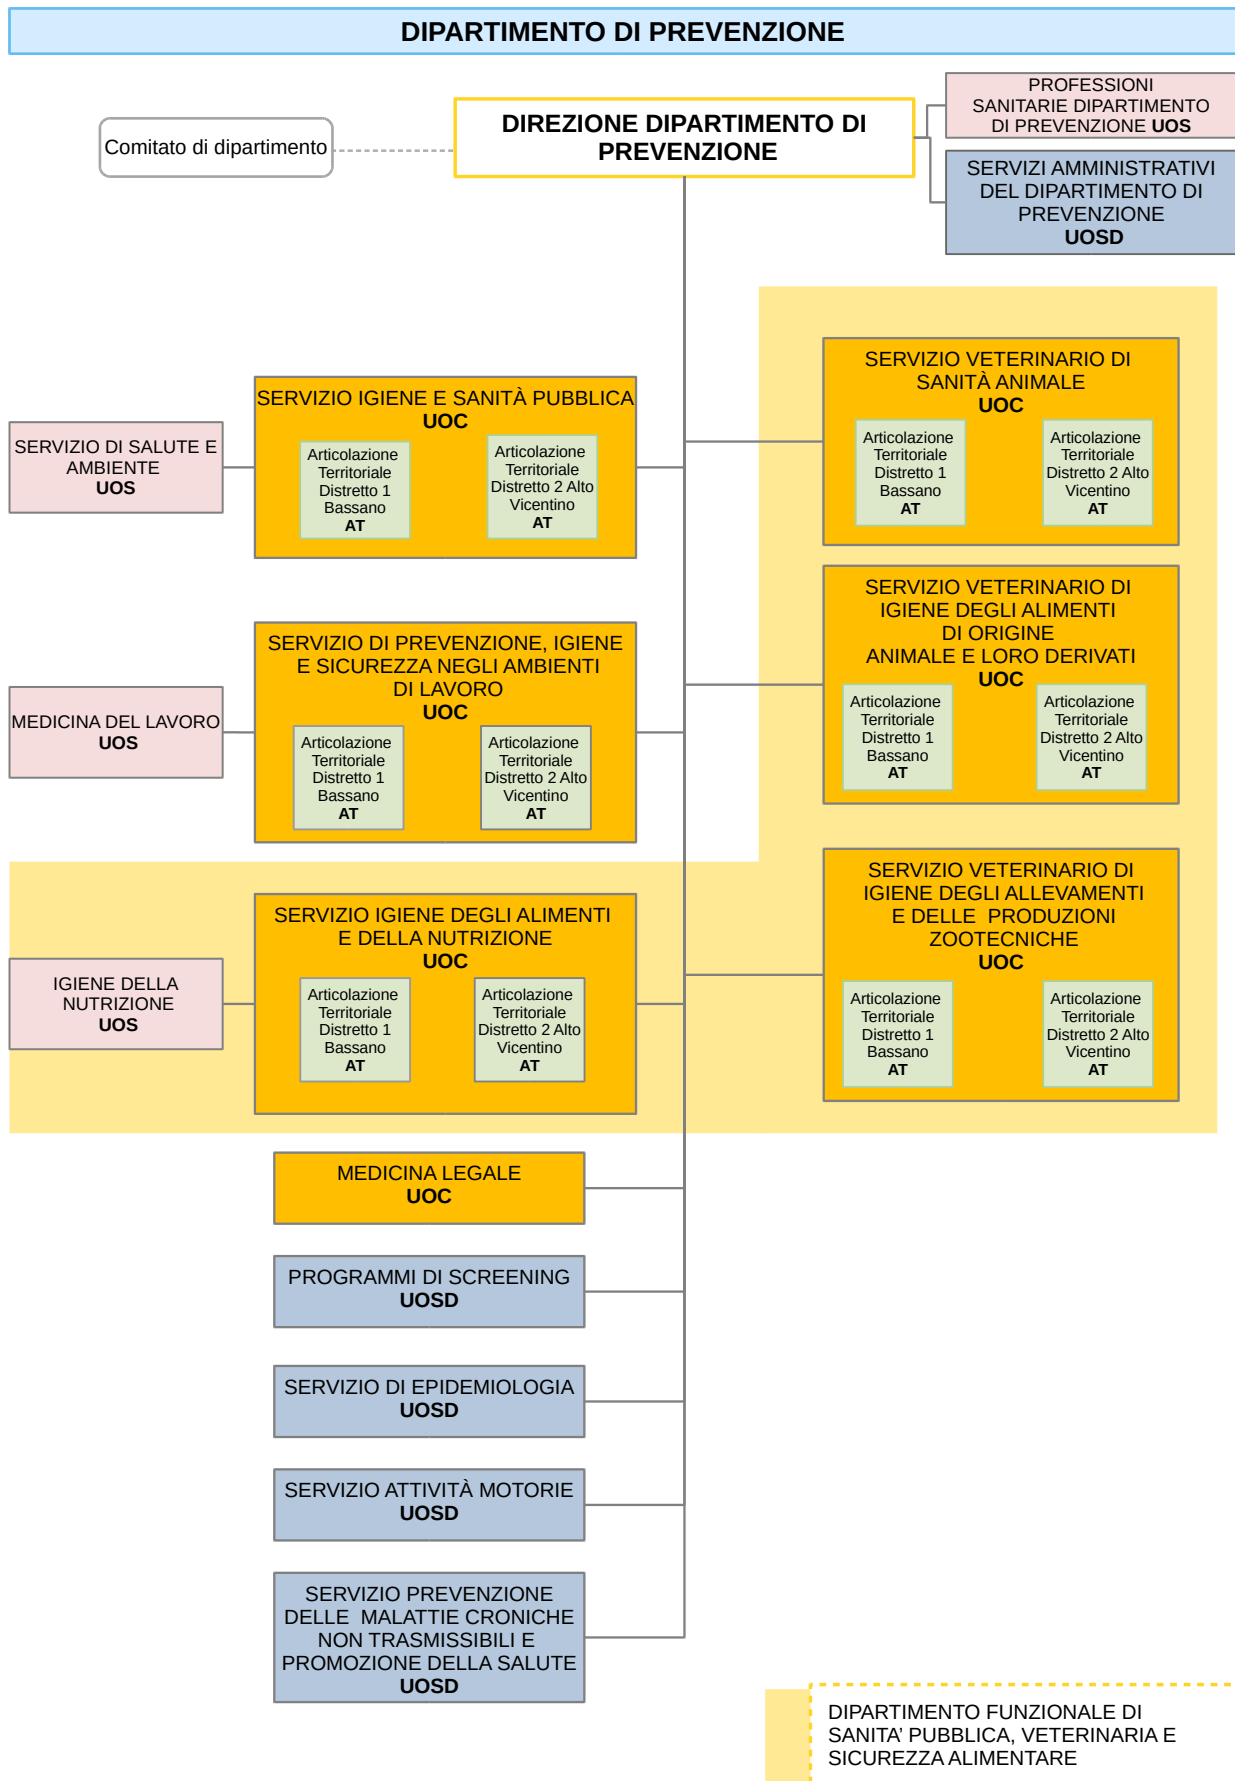 DIPARTIMENTO DI PREVENZIONE
PROFESSIONI
SANITARIE DIPARTIMENTO
DI PREVENZIONE UOS
Comitato di dipartimento
DIREZIONE DIPARTIMENTO DI
PREVENZIONE
SERVIZI AMMINISTRATIVI
DEL DIPARTIMENTO DI
PREVENZIONE
UOSD
SERVIZIO DI SALUTE E
AMBIENTE
UOS
SERVIZIO IGIENE E SANITÀ PUBBLICA
UOC
Articolazione
Territoriale
Distretto 1
Bassano
AT
Articolazione
Territoriale
Distretto 2 Alto
Vicentino
AT
SERVIZIO VETERINARIO DI
SANITÀ ANIMALE
UOC
Articolazione
Territoriale
Distretto 1
Bassano
AT
Articolazione
Territoriale
Distretto 2 Alto
Vicentino
AT
MEDICINA DEL LAVORO
UOS
SERVIZIO DI PREVENZIONE, IGIENE
E SICUREZZA NEGLI AMBIENTI
DI LAVORO
UOC
Articolazione
Territoriale
Distretto 1
Bassano
AT
Articolazione
Territoriale
Distretto 2 Alto
Vicentino
AT
SERVIZIO VETERINARIO DI
IGIENE DEGLI ALIMENTI
DI ORIGINE
ANIMALE E LORO DERIVATI
UOC
Articolazione
Territoriale
Distretto 1
Bassano
AT
Articolazione
Territoriale
Distretto 2 Alto
Vicentino
AT
IGIENE DELLA
NUTRIZIONE
UOS
SERVIZIO IGIENE DEGLI ALIMENTI
E DELLA NUTRIZIONE
UOC
Articolazione
Territoriale
Distretto 1
Bassano
AT
Articolazione
Territoriale
Distretto 2 Alto
Vicentino
AT
SERVIZIO VETERINARIO DI
IGIENE DEGLI ALLEVAMENTI
E DELLE PRODUZIONI
ZOOTECNICHE
UOC
Articolazione
Territoriale
Distretto 1
Bassano
AT
Articolazione
Territoriale
Distretto 2 Alto
Vicentino
AT
MEDICINA LEGALE
UOC
PROGRAMMI DI SCREENING
UOSD
SERVIZIO DI EPIDEMIOLOGIA
UOSD
SERVIZIO ATTIVITÀ MOTORIE
UOSD
SERVIZIO PREVENZIONE
DELLE MALATTIE CRONICHE
NON TRASMISSIBILI E
PROMOZIONE DELLA SALUTE
UOSD
DIPARTIMENTO FUNZIONALE DI
SANITA’ PUBBLICA, VETERINARIA E
SICUREZZA ALIMENTARE